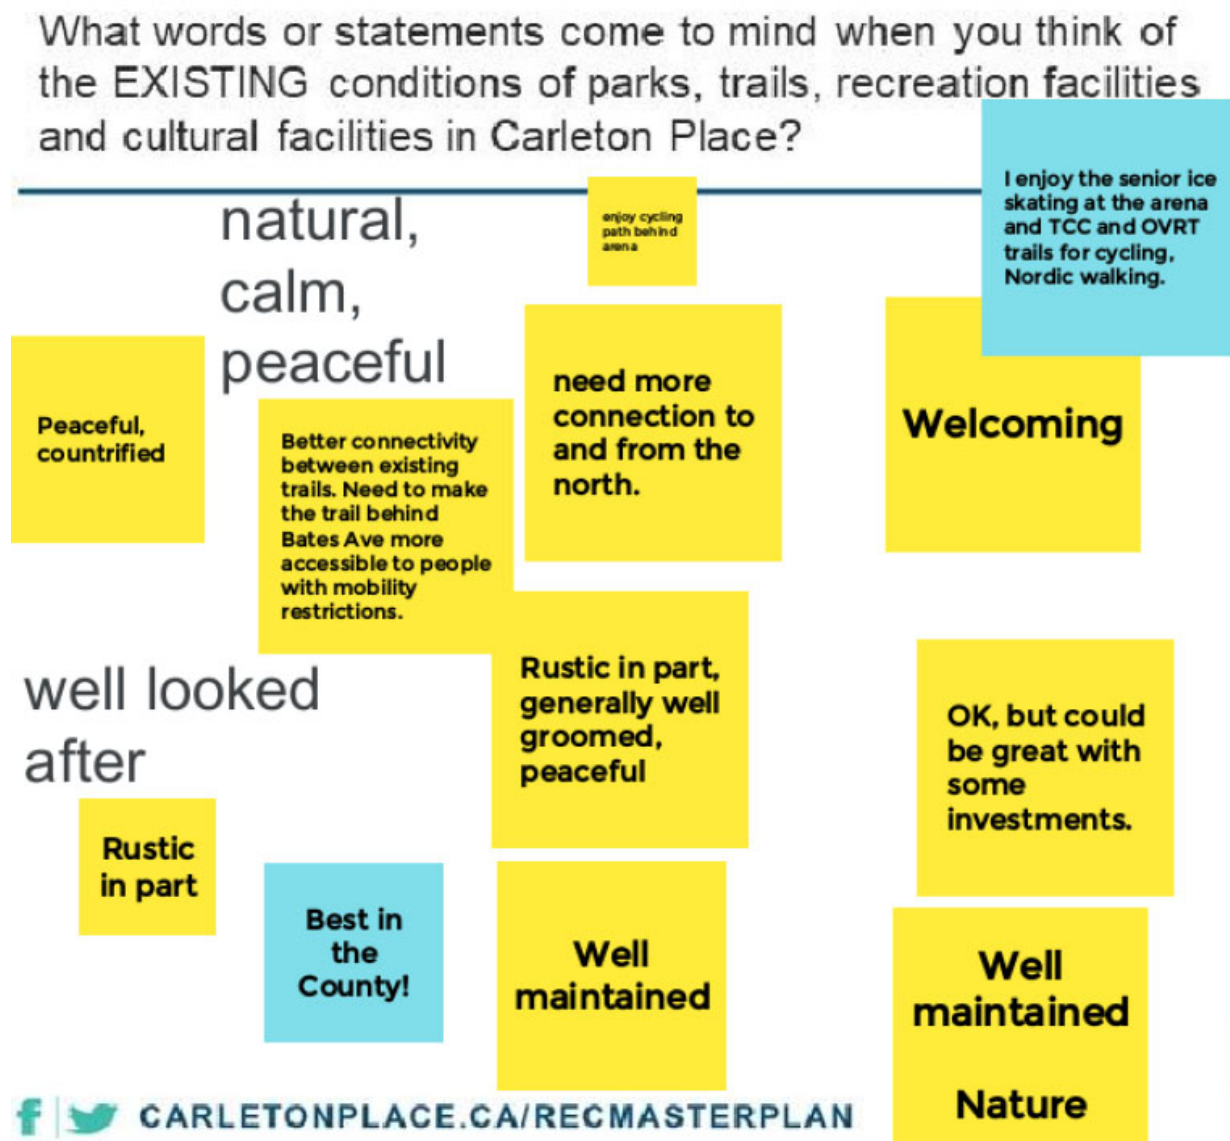 What words or statements come to mind when you think of
the EXISTING conditions of parks, trails, recreation facilities
and cultural facilities in Carleton Place?
I enjoy the senior ice
skating at the arena
and TCC and OVRT
trails for cycling,
Nordic walking.
natural,
calm,
peaceful
enjoy cycling
path behind
arena
Peaceful,
countrified
Better connectivity
between existing
trails. Need to make
the trail behind
Bates Ave more
accessible to people
with mobility
restrictions.
need more
connection to
and from the
north.
Welcoming
well looked
after
Rustic in part,
generally well
groomed,
peaceful
OK, but could
be great with
some
investments.
Rustic
in part
Best in
the
County!
Well
maintained
Well
maintained
Nature
CARLETONPLACE.CA/RECMASTERPLAN